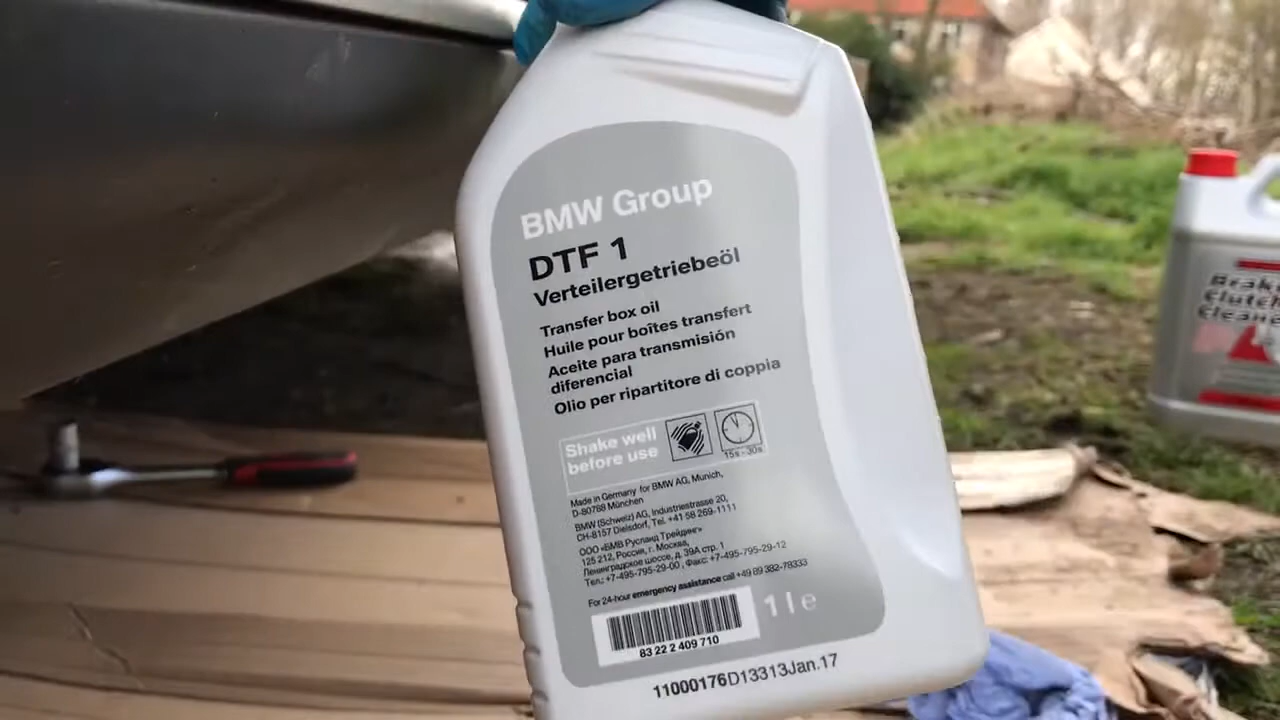 BMW Group
DTF 1
Verteilergetriebeöl
Transfer box oil
Huile pour boîtes transfert
Aceite para transmisión
diferencial
Olio per ripartitore di coppia
Shake well
before use
15s - 30s
Made in Germany for BMW AG, Munich,
D-80788 München
BMW (Schweiz) AG, Industriestrasse 20,
CH-8157 Dielsdorf, Tel. +41 58 269-1111
ООО «БМВ Русланд Трейдинг»
125 212, Россия, г. Москва,
Ленинградское шоссе, д. 39А стр. 1
Тел.: +7-495-795-29-00, Факс: +7-495-795-29-12
For 24-hour emergency assistance call +49 89 382-78333
83 22 2 409 710
1 l e
11000176D13313Jan.17